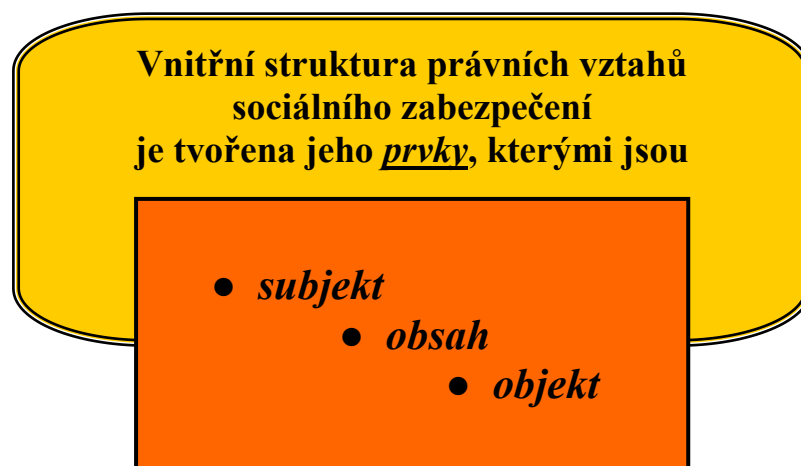 Vnitřní struktura právních vztahů
sociálního zabezpečení
je tvořena jeho prvky, kterými jsou
● subjekt
● obsah
● objekt